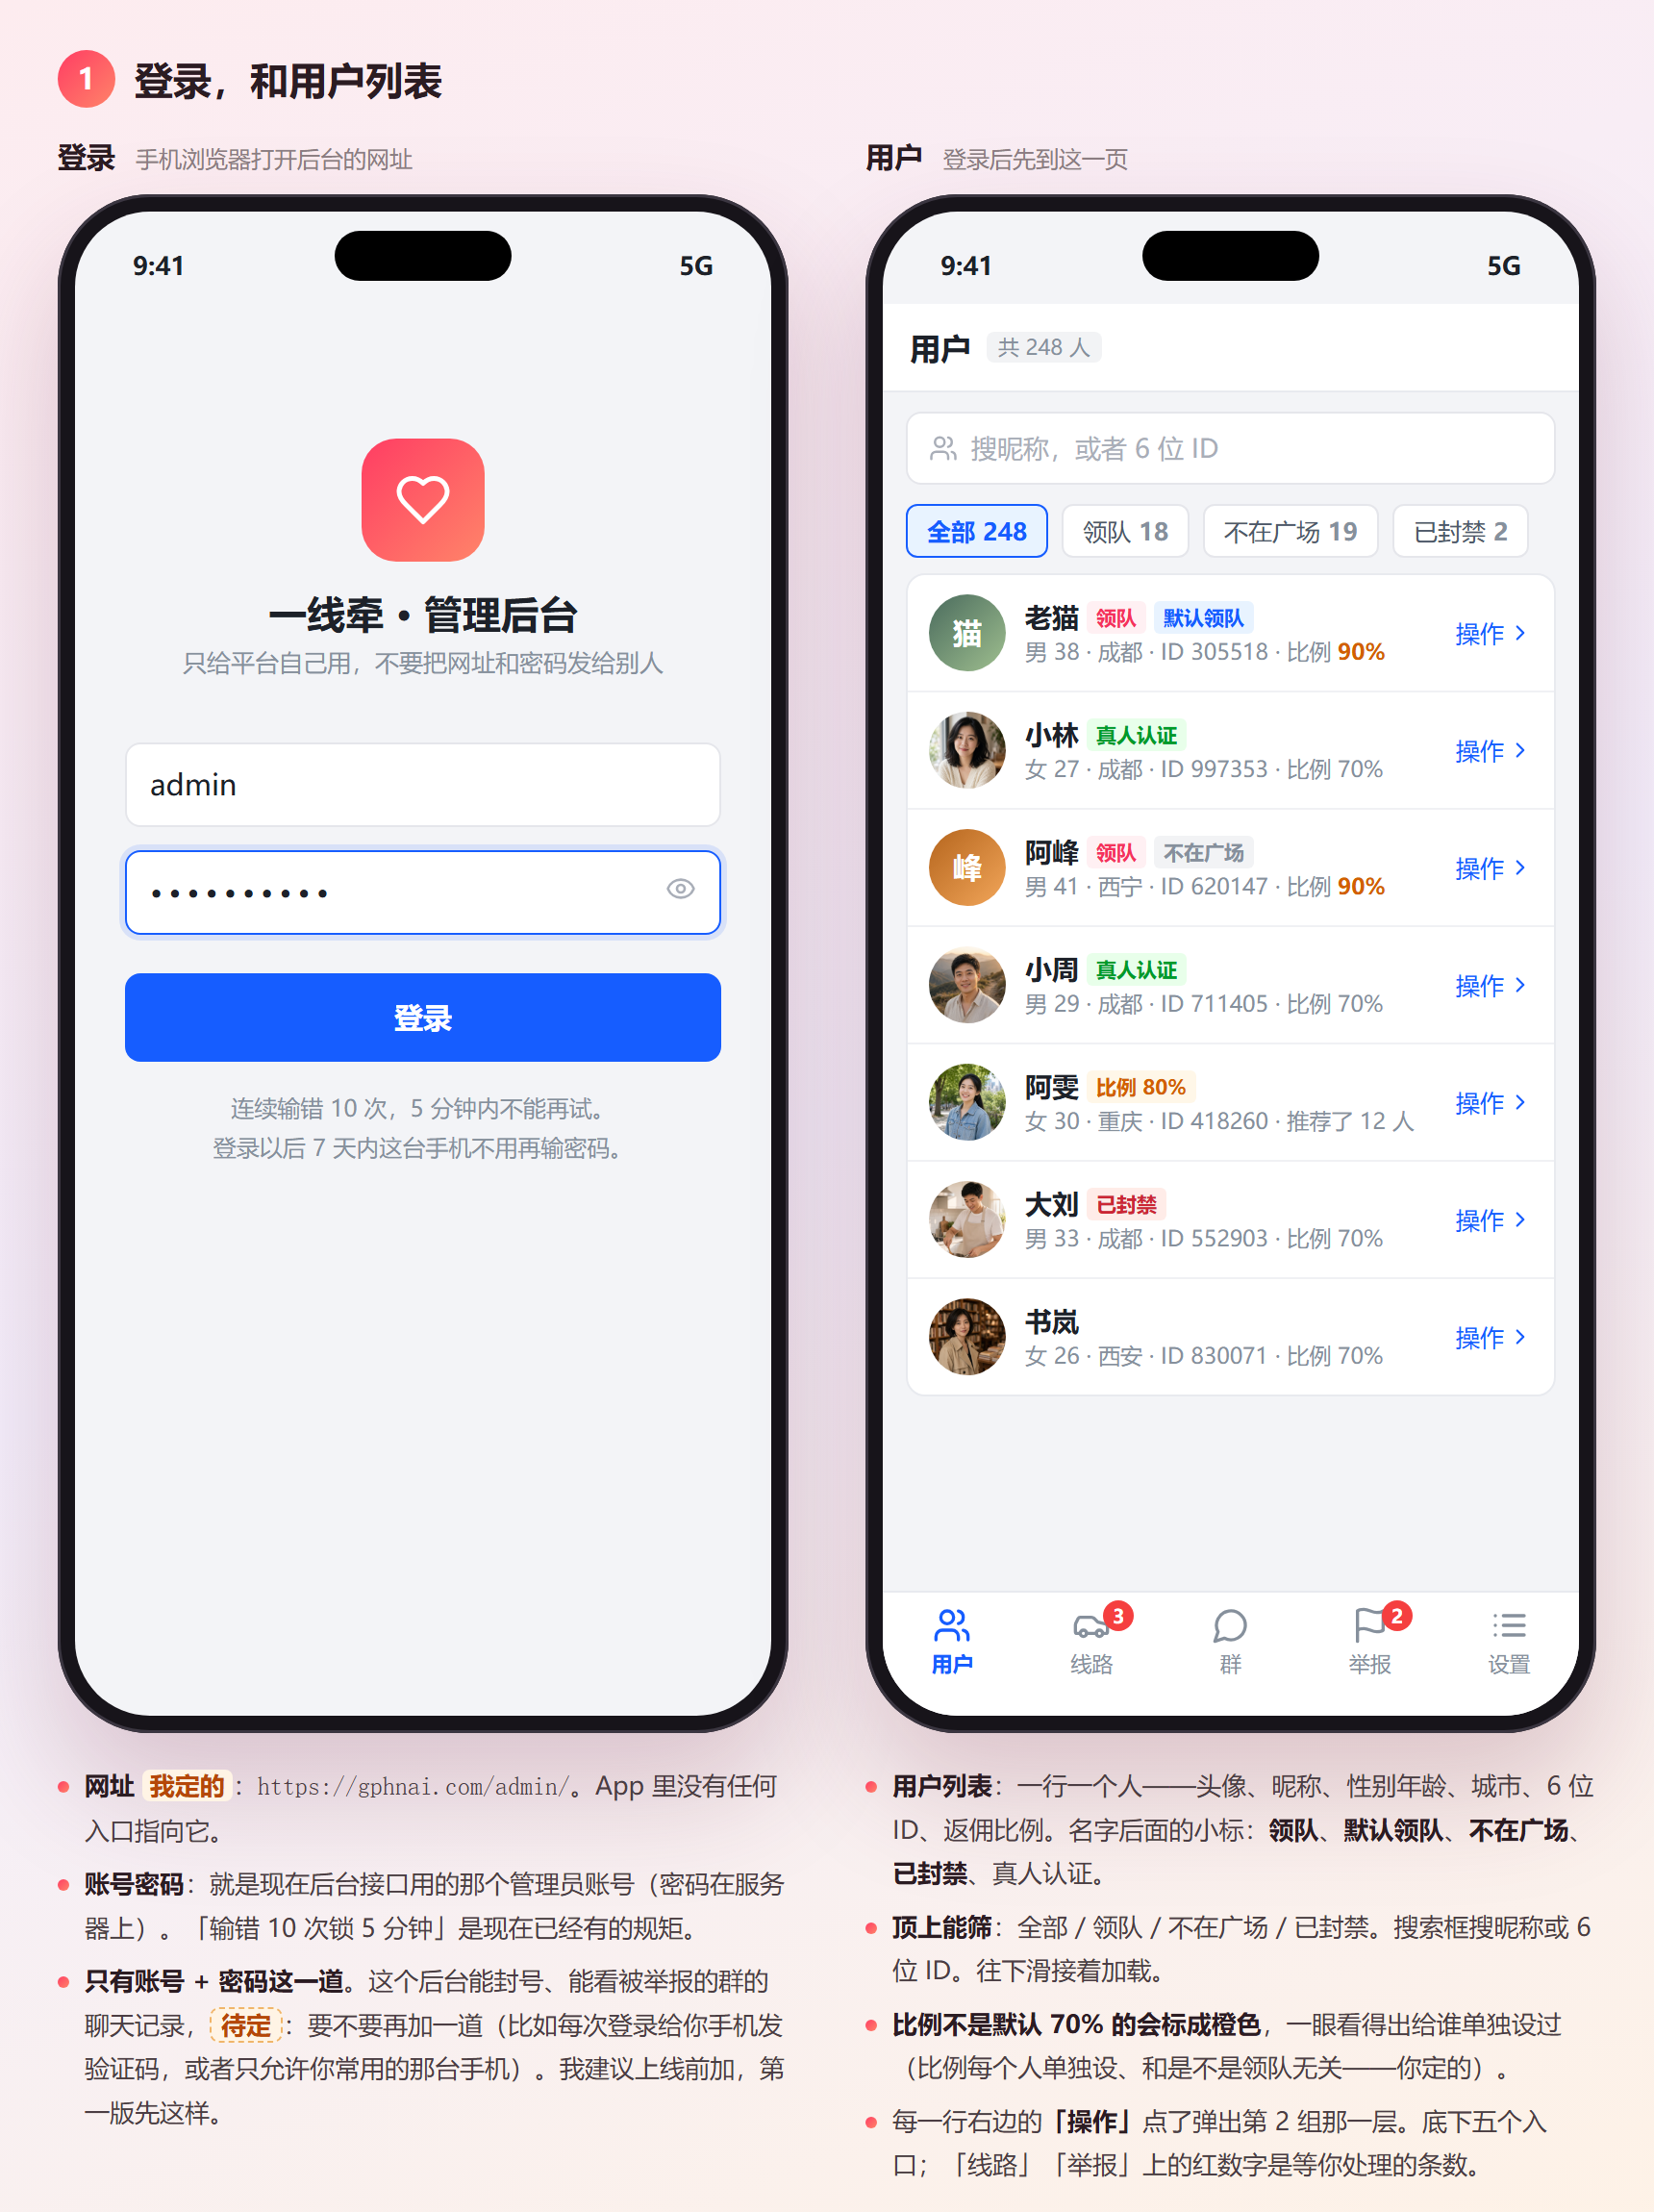 1 登录，和用户列表
登录 手机浏览器打开后台的网址
9:41 5G
一线牵 · 管理后台
只给平台自己用，不要把网址和密码发给别人
admin
••••••••••
登录
连续输错 10 次，5 分钟内不能再试。
登录以后 7 天内这台手机不用再输密码。
网址 我定的：https://gphnai.com/admin/。App 里没有任何
入口指向它。
账号密码：就是现在后台接口用的那个管理员账号（密码在服务
器上）。「输错 10 次锁 5 分钟」是现在已经有的规矩。
只有账号 + 密码这一道。这个后台能封号、能看被举报的群的
聊天记录，待定：要不要再加一道（比如每次登录给你手机发
验证码，或者只允许你常用的那台手机）。我建议上线前加，第
一版先这样。
用户 登录后先到这一页
9:41 5G
用户 共 248 人
搜昵称，或者 6 位 ID
全部 248 领队 18 不在广场 19 已封禁 2
猫 老猫 领队 默认领队
男 38 · 成都 · ID 305518 · 比例 90%
操作
小林 真人认证
女 27 · 成都 · ID 997353 · 比例 70%
操作
峰 阿峰 领队 不在广场
男 41 · 西宁 · ID 620147 · 比例 90%
操作
小周 真人认证
男 29 · 成都 · ID 711405 · 比例 70%
操作
阿雯 比例 80%
女 30 · 重庆 · ID 418260 · 推荐了 12 人
操作
大刘 已封禁
男 33 · 成都 · ID 552903 · 比例 70%
操作
书岚
女 26 · 西安 · ID 830071 · 比例 70%
操作
3 2
用户 线路 群 举报 设置
用户列表：一行一个人——头像、昵称、性别年龄、城市、6 位
ID、返佣比例。名字后面的小标：领队、默认领队、不在广场、
已封禁、真人认证。
顶上能筛：全部 / 领队 / 不在广场 / 已封禁。搜索框搜昵称或 6
位 ID。往下滑接着加载。
比例不是默认 70% 的会标成橙色，一眼看得出给谁单独设过
（比例每个人单独设、和是不是领队无关——你定的）。
每一行右边的「操作」点了弹出第 2 组那一层。底下五个入
口；「线路」「举报」上的红数字是等你处理的条数。